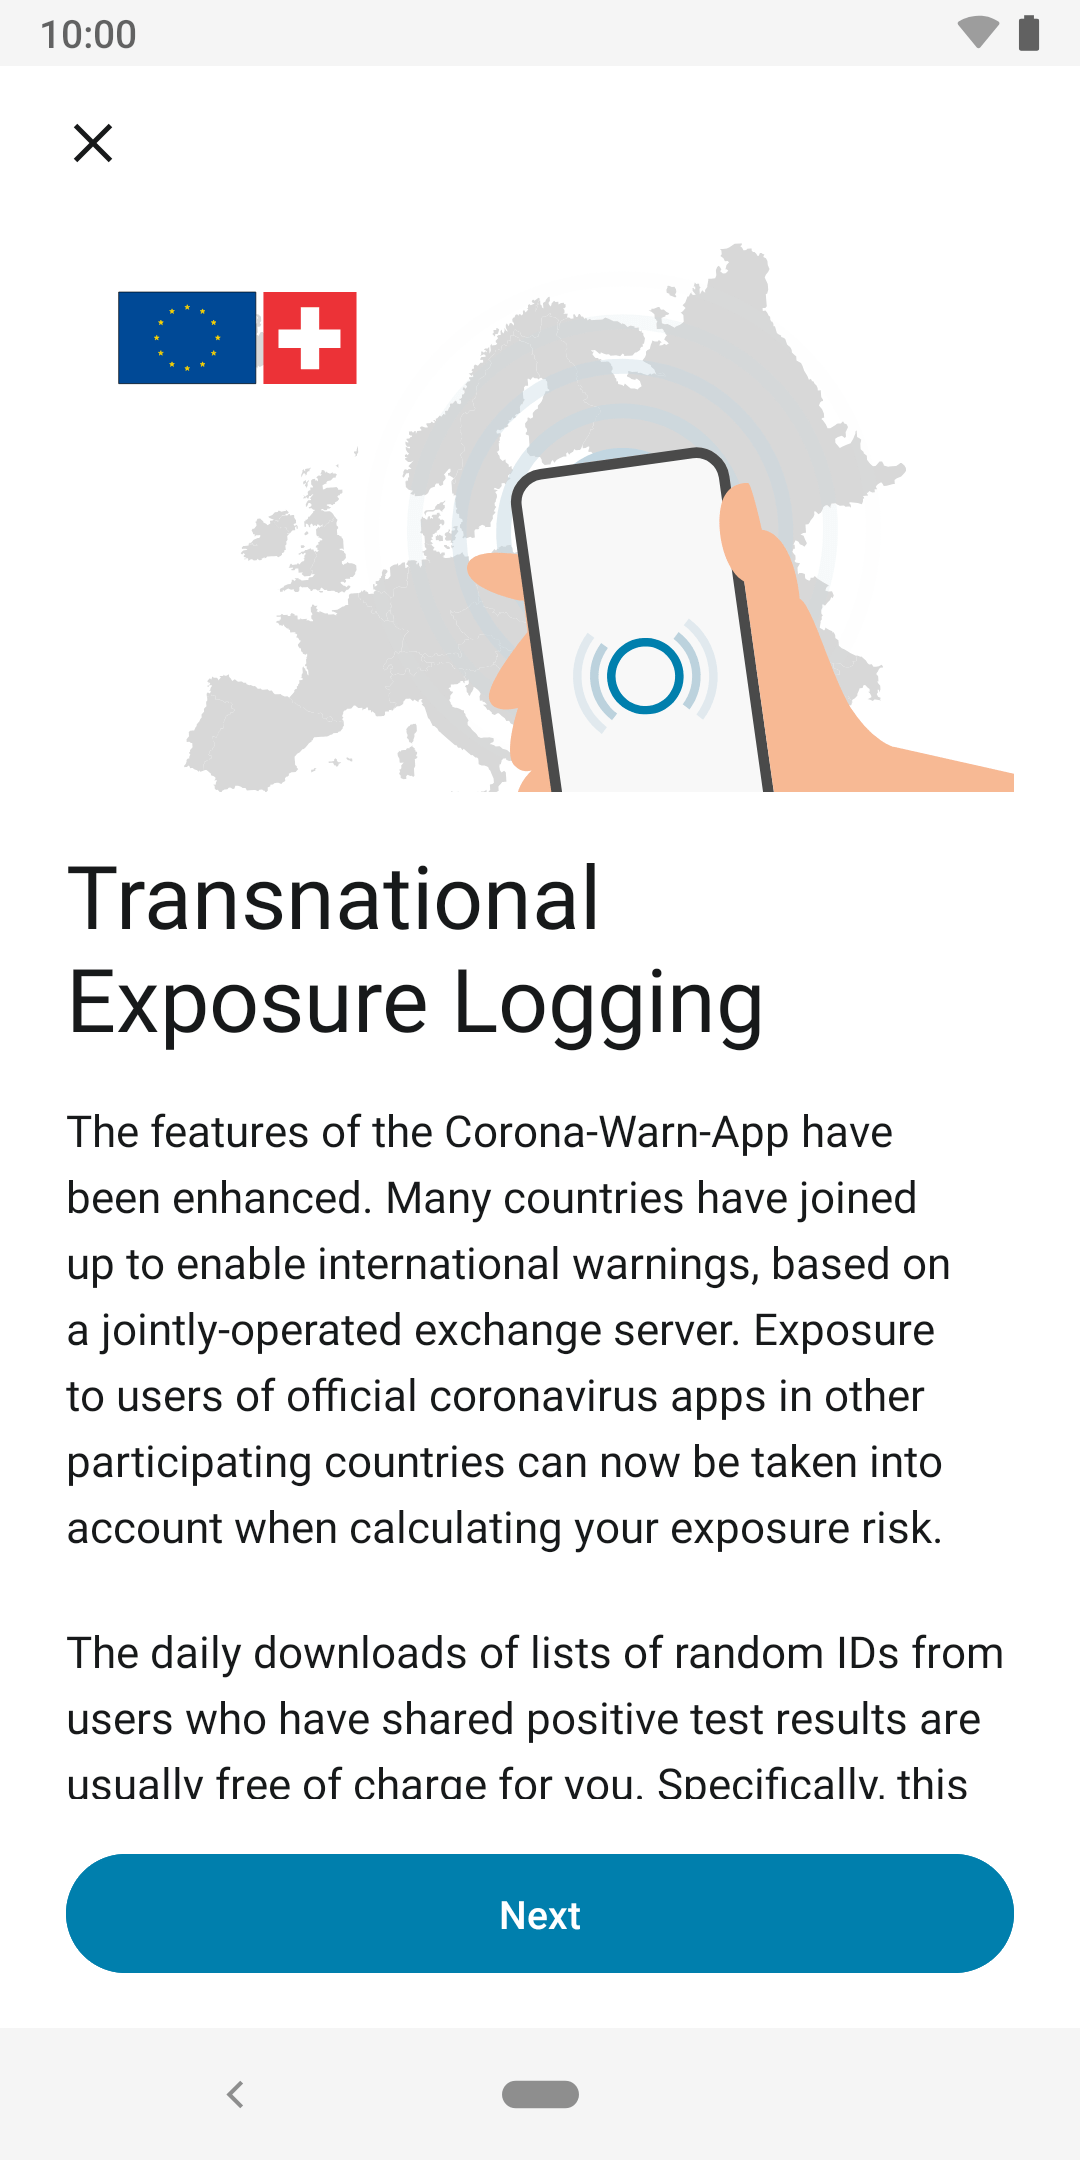 10:00
Transnational
Exposure Logging
The features of the Corona-Warn-App have
been enhanced. Many countries have joined
up to enable international warnings, based on
a jointly-operated exchange server. Exposure
to users of official coronavirus apps in other
participating countries can now be taken into
account when calculating your exposure risk.
The daily downloads of lists of random IDs from
users who have shared positive test results are
usually free of charge for you. Specifically, this
Next